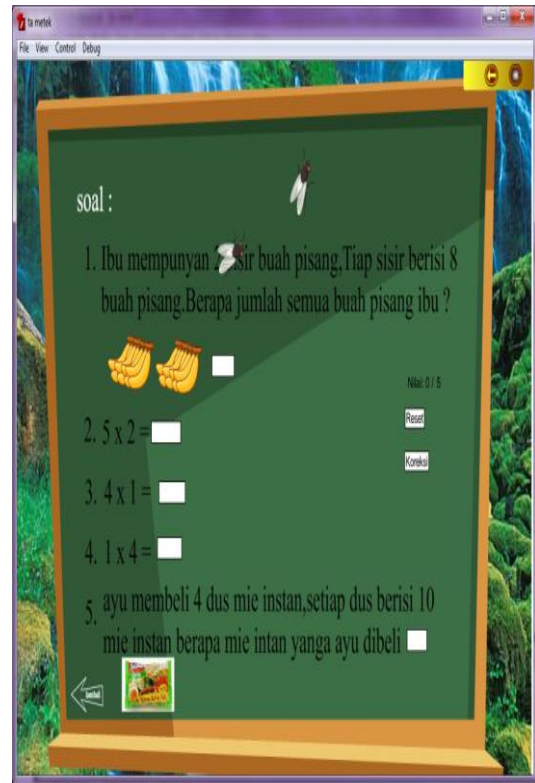 ta metek
File View Control Debug
soal :
1. Ibu mempunyan sir buah pisang,Tiap sisir berisi 8
buah pisang.Berapa jumlah semua buah pisang ibu ?
Nilai: 0 / 5
Reset
2. 5 x 2 =
Koreksi
3. 4 x 1 =
4. 1 x 4 =
5. ayu membeli 4 dus mie instan,setiap dus berisi 10
mie instan berapa mie intan yanga ayu dibeli
kembali